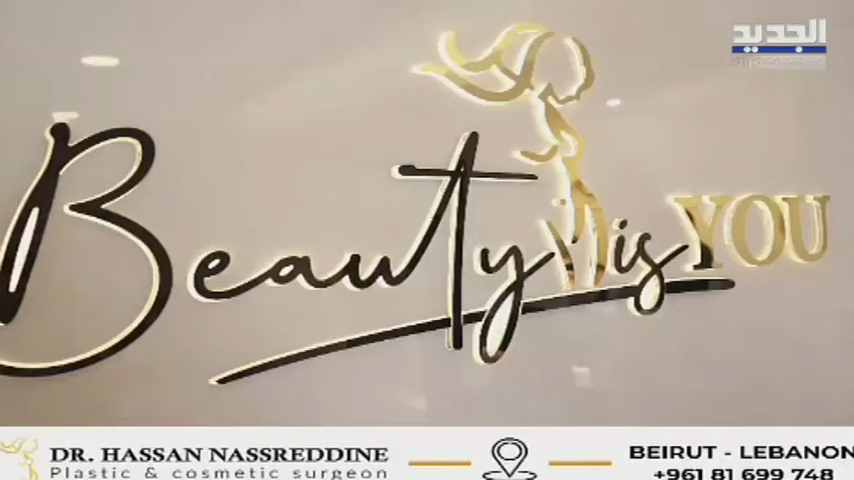 الجديد
Beauty is YOU
DR. HASSAN NASSREDDINE
Plastic & cosmetic surgeon
BEIRUT - LEBANON
+961 81 699 748